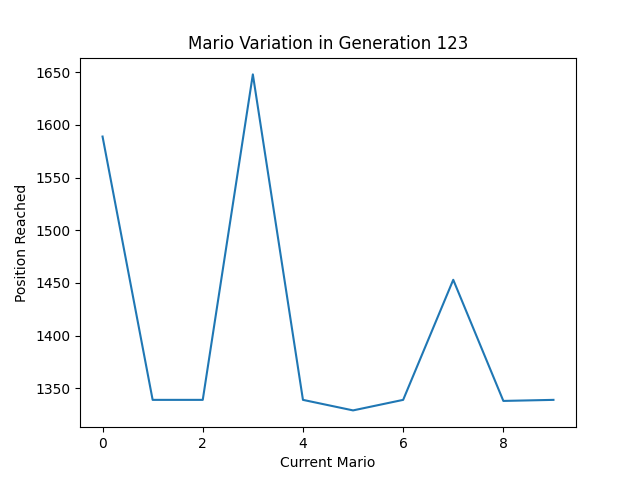 Mario Variation in Generation 123
Position Reached
1650
1600
1550
1500
1450
1400
1350
0 2 4 6 8
Current Mario